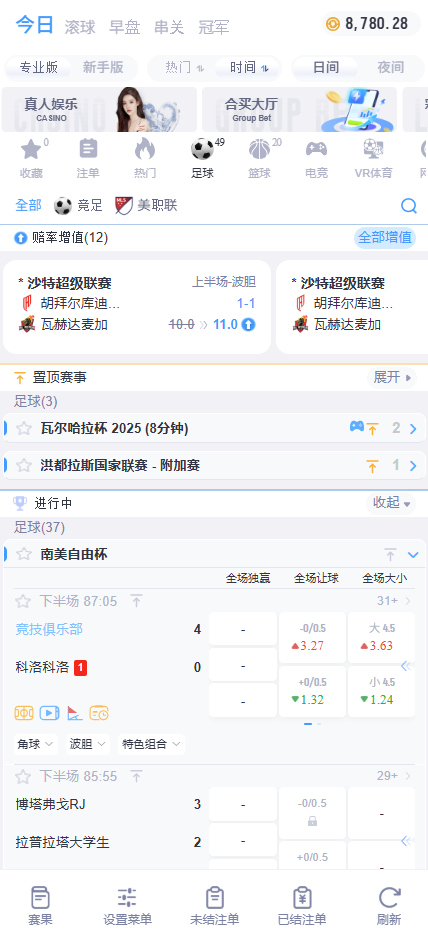 今日 滚球 早盘 串关 冠军 8,780.28
专业版 新手版 热门 时间 日间 夜间
真人娱乐
CASINO
合买大厅
Group Bet
收藏 0 注单 热门 足球 49 篮球 20 电竞 VR体育
全部 竞足 美职联
赔率增值(12) 全部增值
* 沙特超级联赛 上半场-波胆 * 沙特超级联赛
胡拜尔库迪... 1-1 胡拜尔库迪...
瓦赫达麦加 10.0 » 11.0 瓦赫达麦加
置顶赛事 展开
足球(3)
瓦尔哈拉杯 2025 (8分钟) 2
洪都拉斯国家联赛 - 附加赛 1
进行中 收起
足球(37)
南美自由杯
全场独赢 全场让球 全场大小
下半场 87:05 31+
竞技俱乐部 4 - -0/0.5 大 4.5
3.27 3.63
科洛科洛 1 0 - +0/0.5 小 4.5
- 1.32 1.24
角球 波胆 特色组合
下半场 85:55 29+
博塔弗戈RJ 3 - -0/0.5 -
拉普拉塔大学生 2 - +0/0.5 -
赛果 设置菜单 未结注单 已结注单 刷新